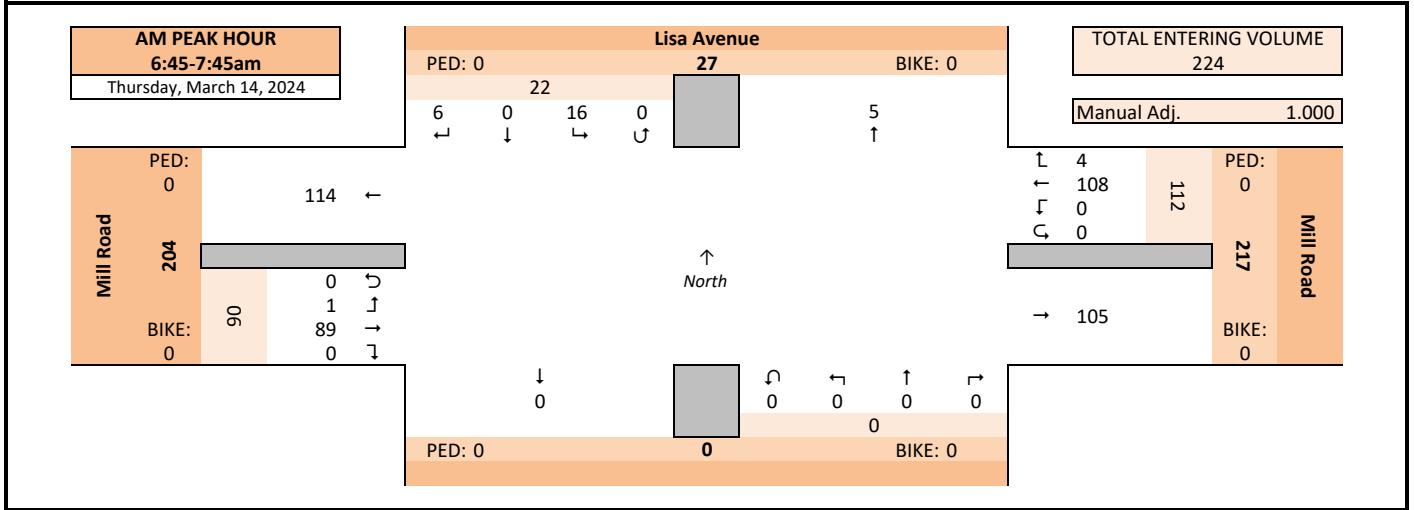 AM PEAK HOUR
6:45-7:45am
Thursday, March 14, 2024
Lisa Avenue
PED: 0 27 BIKE: 0
22
6 0 16 0 5
↵ ↓ ↳ ↺ ↑
TOTAL ENTERING VOLUME
224
Manual Adj. 1.000
Mill Road
PED:
0
204
BIKE:
0
114 ←
90
0 ⮌
1 ↑
89 →
0 ↴
↑
North
↑ 4
← 108
↓ 0
⮎ 0
112
→ 105
PED:
0
217
BIKE:
0
Mill Road
↓
0
↶ ↰ ↑ ↱
0 0 0 0
0
PED: 0 0 BIKE: 0